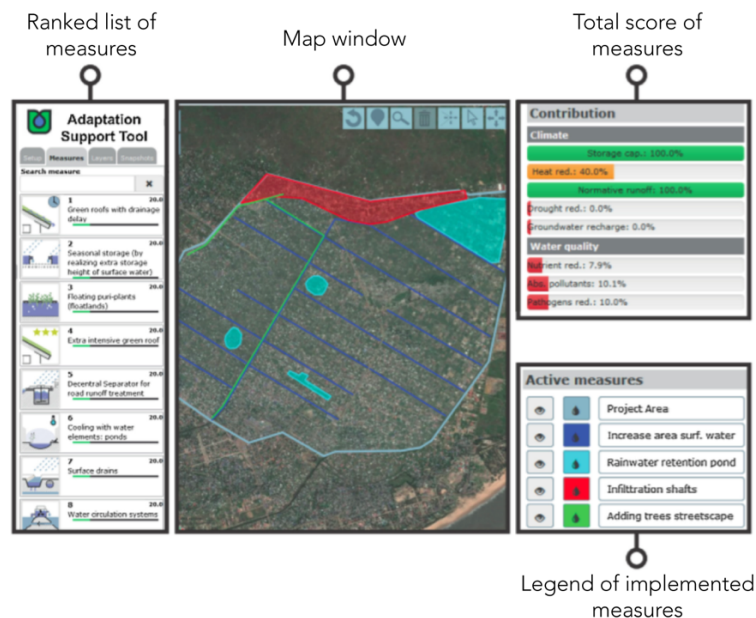 Ranked list of
measures
Map window
Total score of
measures
Adaptation
Support Tool
Setup Measures Layers Snapshots
Search measure
1 20.0
Green roofs with drainage
delay
2 20.0
Seasonal storage (by
realizing extra storage
height of surface water)
3 20.0
Floating puri-plants
(floatlands)
4 20.0
Extra intensive green roof
5 20.0
Decentral Separator for
road runoff treatment
6 20.0
Cooling with water
elements: ponds
7 20.0
Surface drains
8 20.0
Water circulation systems
Contribution
Climate
Storage cap.: 100.0%
Heat red.: 40.0%
Normative runoff: 100.0%
Drought red.: 0.0%
Groundwater recharge: 0.0%
Water quality
Nutrient red.: 7.9%
Abs. pollutants: 10.1%
Pathogens red.: 10.0%
Active measures
Project Area
Increase area surf. water
Rainwater retention pond
Infiltration shafts
Adding trees streetscape
Legend of implemented
measures